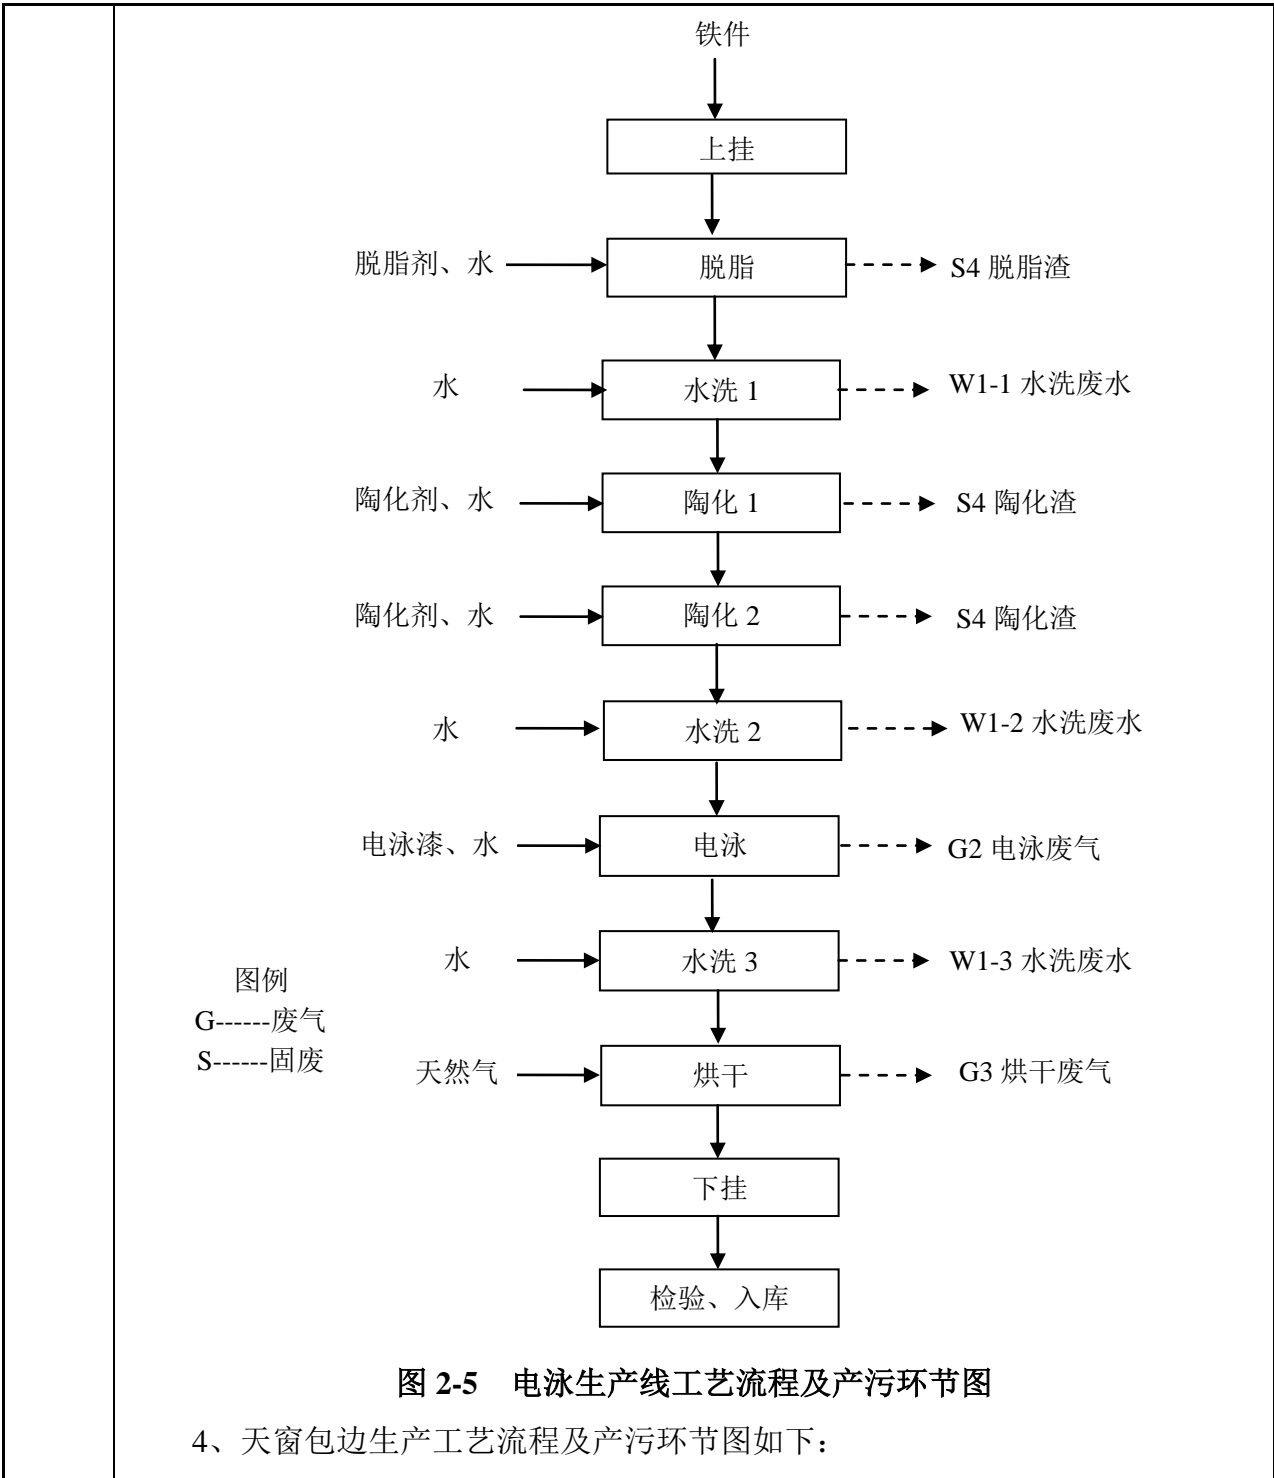 铁件
上挂
脱脂剂、水 脱脂 S4 脱脂渣
水 水洗 1 W1-1 水洗废水
陶化剂、水 陶化 1 S4 陶化渣
陶化剂、水 陶化 2 S4 陶化渣
水 水洗 2 W1-2 水洗废水
电泳漆、水 电泳 G2 电泳废气
水 水洗 3 W1-3 水洗废水
图例
G------废气
S------固废
天然气 烘干 G3 烘干废气
下挂
检验、入库
图 2-5 电泳生产线工艺流程及产污环节图
4、天窗包边生产工艺流程及产污环节图如下：